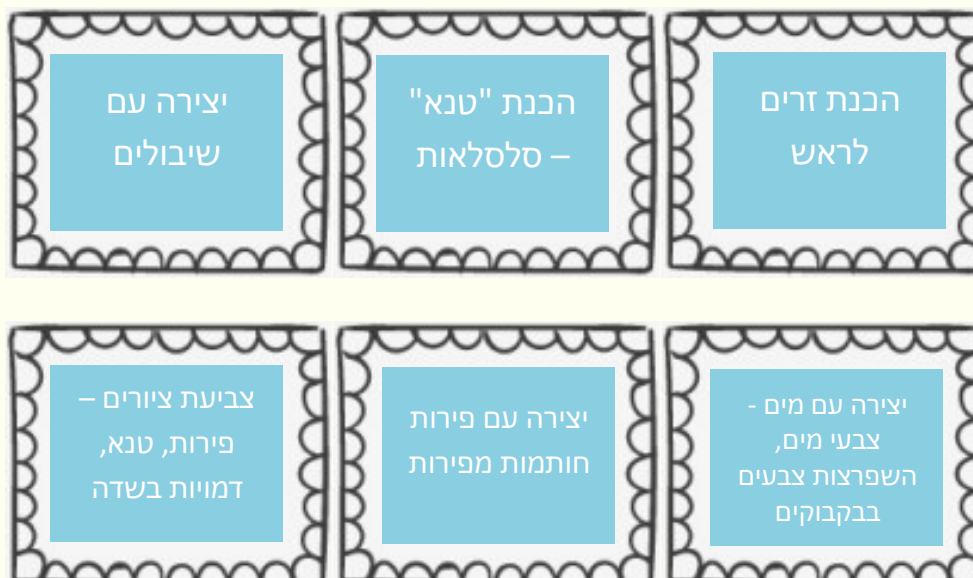 הכנת זרים
לראש
הכנת "טנא"
– סלסלאות
יצירה עם
שיבולים
יצירה עם מים -
צבעי מים,
השפרצות צבעים
בבקבוקים
יצירה עם פירות
חותמות מפירות
צביעת ציורים –
פירות, טנא,
דמויות בשדה